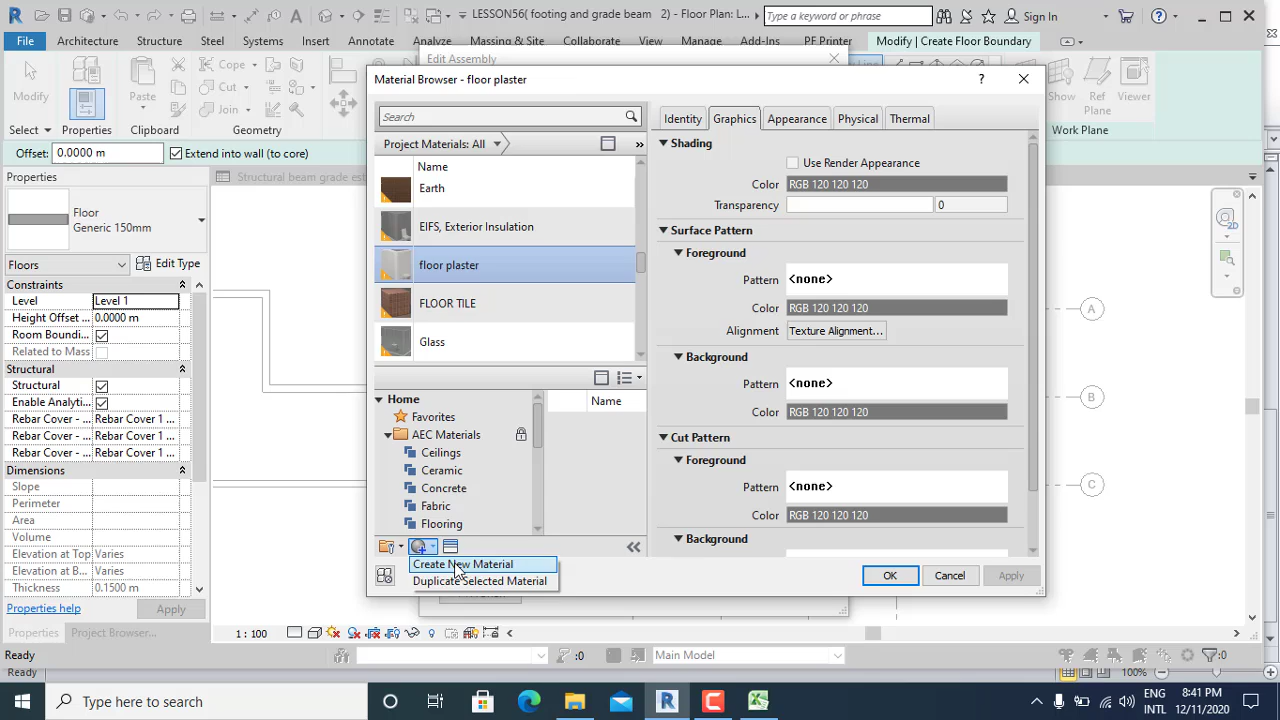 LESSON56( footing and grade beam 2) - Floor Plan: L...
Type a keyword or phrase
Sign In
File
Architecture
Structure
Steel
Systems
Insert
Annotate
Analyze
Massing & Site
Collaborate
View
Manage
Add-Ins
PF Printer
Modify | Create Floor Boundary
Modify
Paste
Cope
Cut
Join
Show
Ref Plane
Viewer
Select
Properties
Clipboard
Geometry
Work Plane
Offset: 0.0000 m
Extend into wall (to core)
Properties
Structural beam grade est
Floor
Generic 150mm
Floors
Edit Type
Constraints
Level
Level 1
Height Offset ...
0.0000 m
Room Boundi...
Related to Mass
Structural
Structural
Enable Analyti...
Rebar Cover - ...
Rebar Cover 1 ...
Rebar Cover - ...
Rebar Cover 1 ...
Rebar Cover - ...
Rebar Cover 1 ...
Dimensions
Slope
Perimeter
Area
Volume
Elevation at Top
Varies
Elevation at B...
Varies
Thickness
0.1500 m
Properties help
Apply
Properties
Project Browser...
Edit Assembly
Material Browser - floor plaster
?
Search
Project Materials: All
Name
Earth
EIFS, Exterior Insulation
floor plaster
FLOOR TILE
Glass
Home
Favorites
AEC Materials
Ceilings
Ceramic
Concrete
Fabric
Flooring
Name
Create New Material
Duplicate Selected Material
Identity
Graphics
Appearance
Physical
Thermal
Shading
Use Render Appearance
Color
RGB 120 120 120
Transparency
0
Surface Pattern
Foreground
Pattern
<none>
Color
RGB 120 120 120
Alignment
Texture Alignment...
Background
Pattern
<none>
Color
RGB 120 120 120
Cut Pattern
Foreground
Pattern
<none>
Color
RGB 120 120 120
Background
OK
Cancel
Apply
A
B
C
2D
1 : 100
Ready
:0
Main Model
:0
Ready
100%
Type here to search
ENG
INTL
8:41 PM
12/11/2020